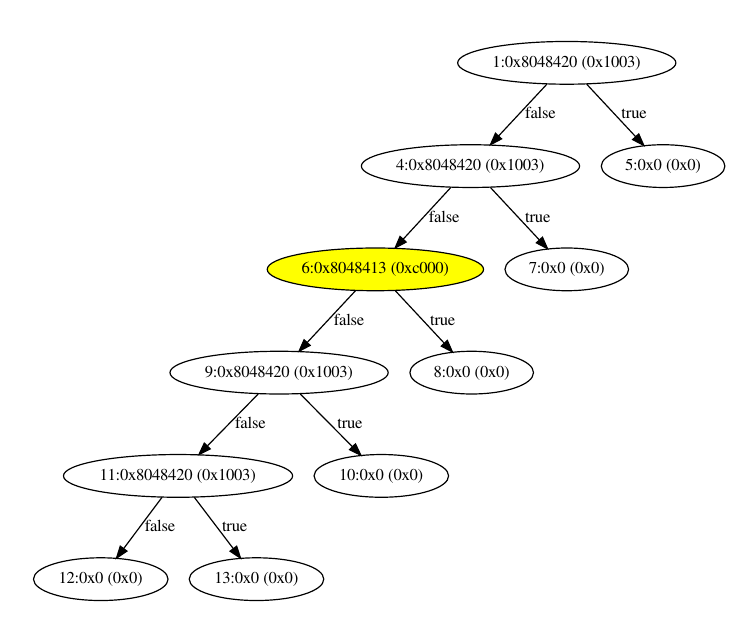 1:0x8048420 (0x1003)
false
true
4:0x8048420 (0x1003)
5:0x0 (0x0)
false
true
6:0x8048413 (0xc000)
7:0x0 (0x0)
false
true
9:0x8048420 (0x1003)
8:0x0 (0x0)
false
true
11:0x8048420 (0x1003)
10:0x0 (0x0)
false
true
12:0x0 (0x0)
13:0x0 (0x0)